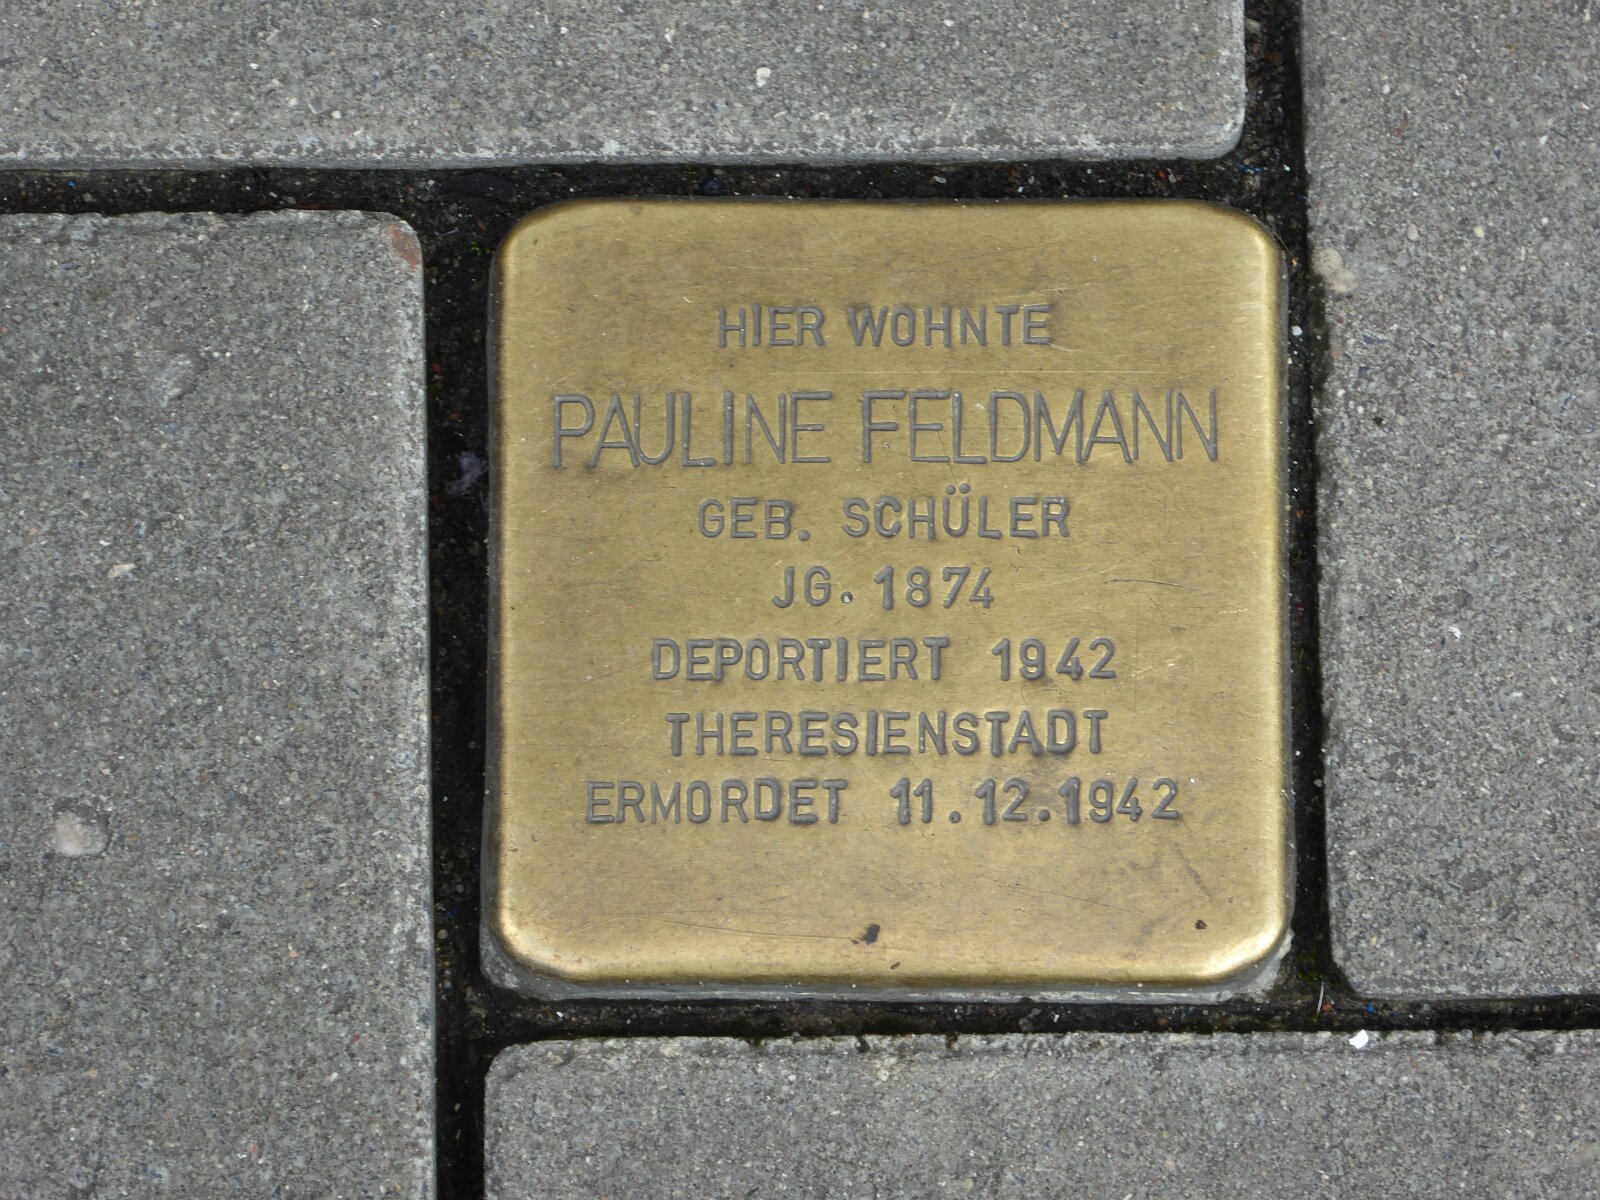 HIER WOHNTE
PAULINE FELDMANN
GEB. SCHÜLER
JG. 1874
DEPORTIERT 1942
THERESIENSTADT
ERMORDET 11.12.1942